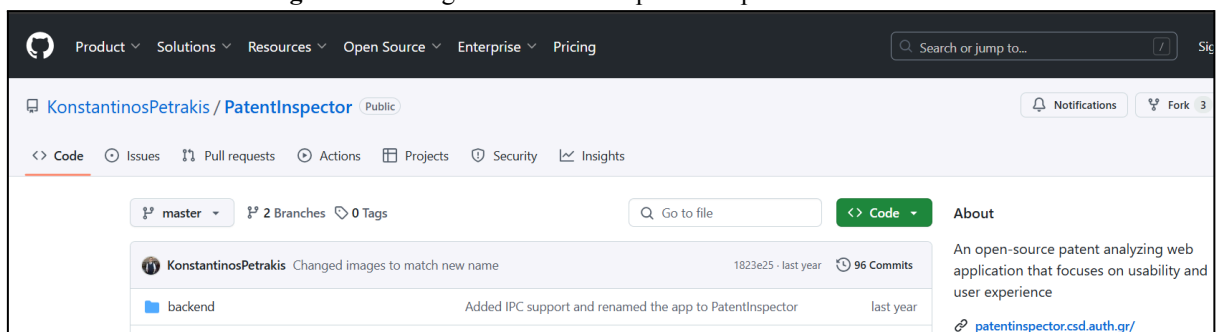 Product Solutions Resources Open Source Enterprise Pricing Search or jump to... /
KonstantinosPetrakis / PatentInspector Public Notifications Fork 3
<> Code Issues Pull requests Actions Projects Security Insights
master 2 Branches 0 Tags Go to file <> Code About
An open-source patent analyzing web
application that focuses on usability and
user experience
KonstantinosPetrakis Changed images to match new name 1823e25 · last year 96 Commits
backend Added IPC support and renamed the app to PatentInspector last year
patentinspector.csd.auth.gr/